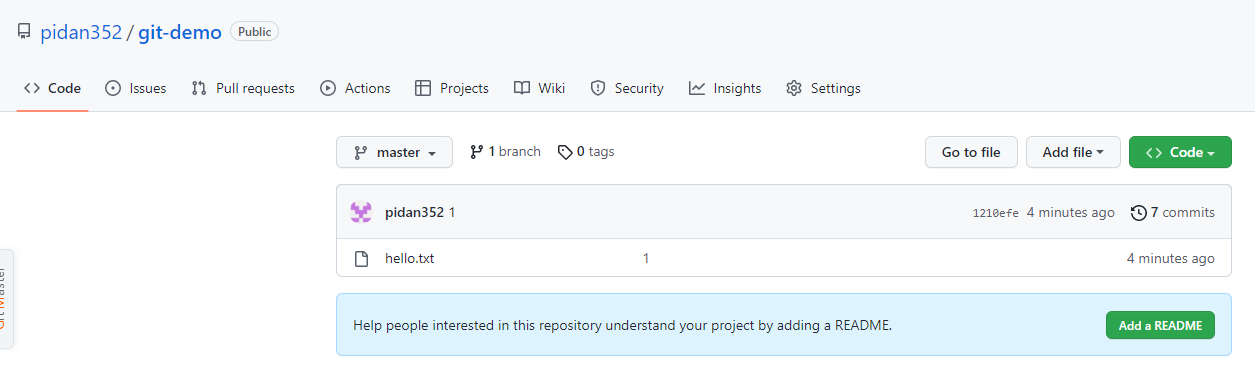 pidan352 / git-demo Public
Code Issues Pull requests Actions Projects Wiki Security Insights Settings
master 1 branch 0 tags Go to file Add file Code
pidan352 1 1210efe 4 minutes ago 7 commits
hello.txt 1 4 minutes ago
Git Master
Help people interested in this repository understand your project by adding a README. Add a README